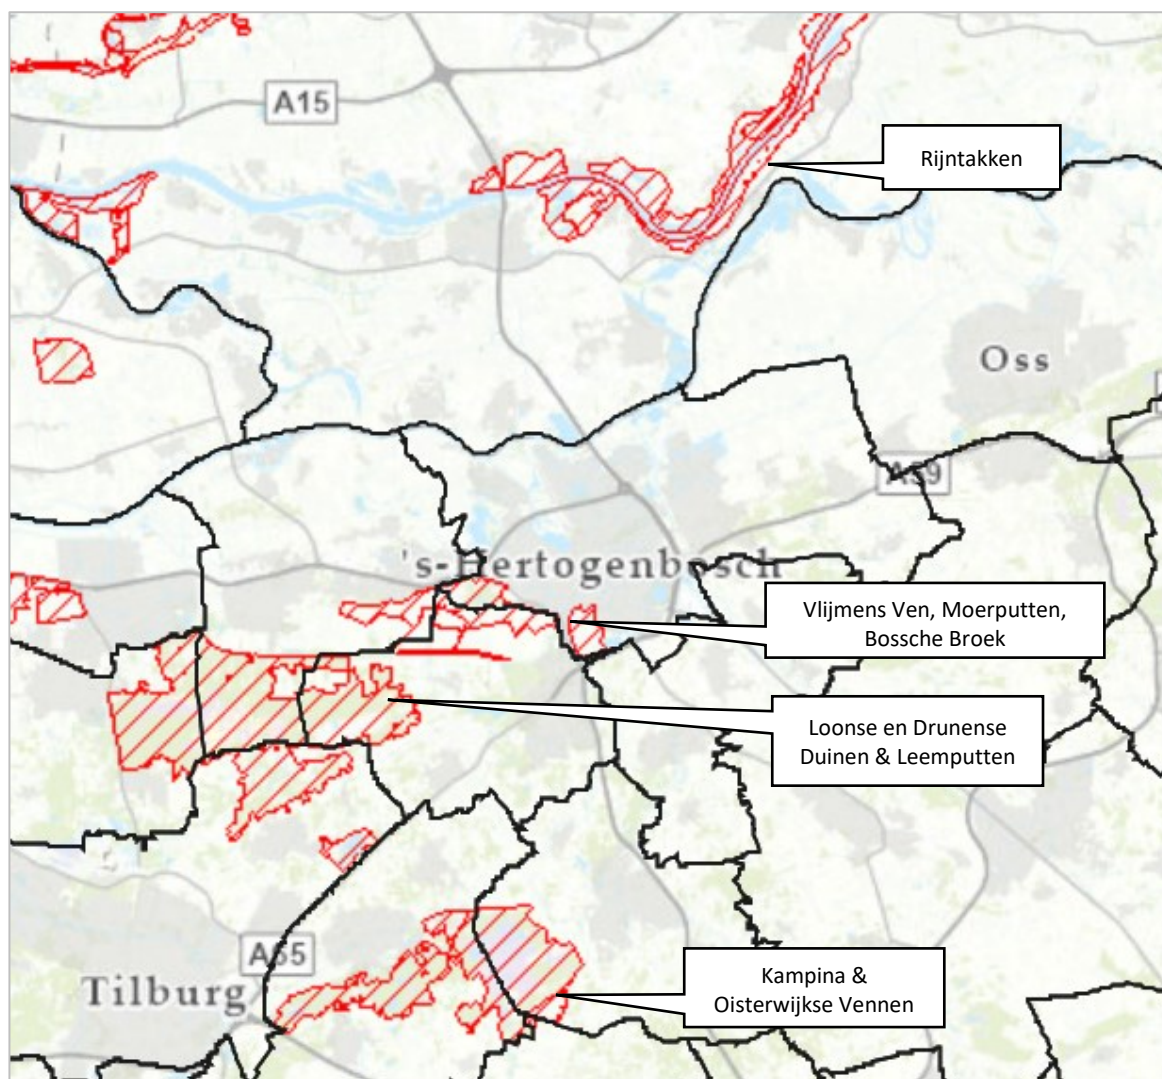 A15
Rijntakken
Oss
A59
's-Hertogenbosch
Vlijmens Ven, Moerputten,
Bossche Broek
Loonse en Drunense
Duinen & Leemputten
A65
Tilburg
Kampina &
Oisterwijkse Vennen